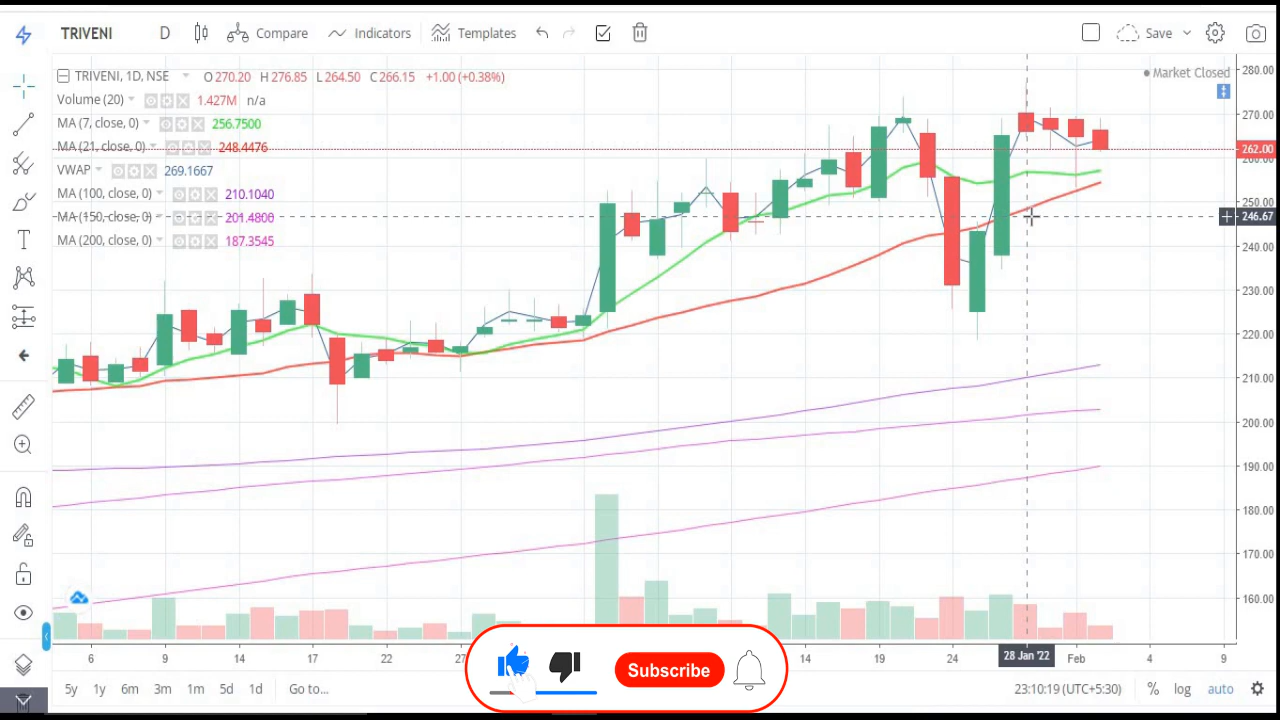 TRIVENI D Compare Indicators Templates Save
TRIVENI, 1D, NSE O 270.20 H 276.85 L 264.50 C 266.15 +1.00 (+0.38%)
Market Closed
Volume (20) 1.427M n/a
MA (7, close, 0) 256.7500
MA (21, close, 0) 248.4476
VWAP 269.1667
MA (100, close, 0) 210.1040
MA (150, close, 0) 201.4800
MA (200, close, 0) 187.3545
280.00
270.00
262.00
260.00
250.00
246.67
240.00
230.00
220.00
210.00
200.00
190.00
180.00
170.00
160.00
6 9 14 17 22 27 14 19 24 28 Jan '22 Feb 4 9
Subscribe
5y 1y 6m 3m 1m 5d 1d Go to... 23:10:19 (UTC+5:30) % log auto